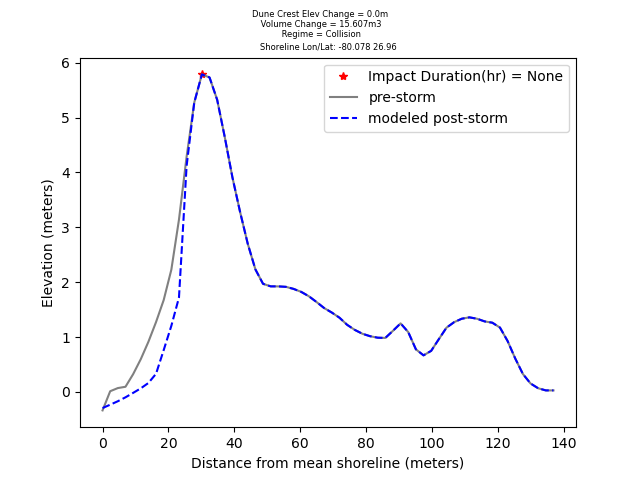 Dune Crest Elev Change = 0.0m
Volume Change = 15.607m3
Regime = Collision
Shoreline Lon/Lat: -80.078 26.96
Impact Duration(hr) = None
pre-storm
modeled post-storm
Elevation (meters)
6
5
4
3
2
1
0
0 20 40 60 80 100 120 140
Distance from mean shoreline (meters)